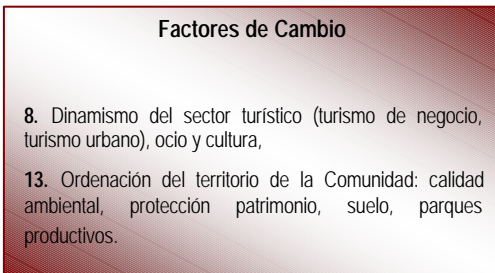 Factores de Cambio
8. Dinamismo del sector turístico (turismo de negocio,
turismo urbano), ocio y cultura,
13. Ordenación del territorio de la Comunidad: calidad
ambiental, protección patrimonio, suelo, parques
productivos.